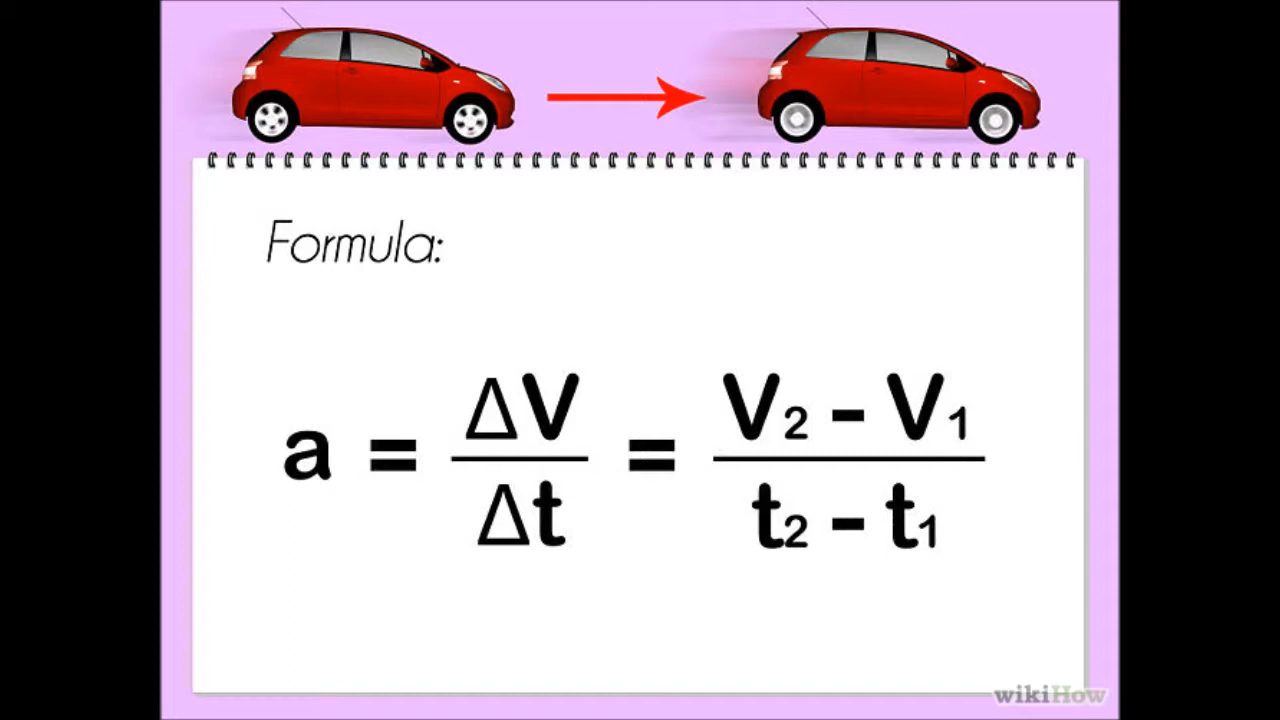 Formula:
a = ΔV / Δt = V₂ - V₁ / t₂ - t₁
wikiHow